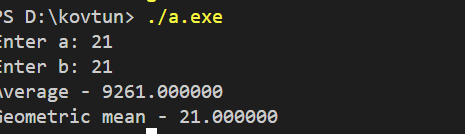 PS D:\kovtun> ./a.exe
Enter a: 21
Enter b: 21
Average - 9261.000000
Geometric mean - 21.000000